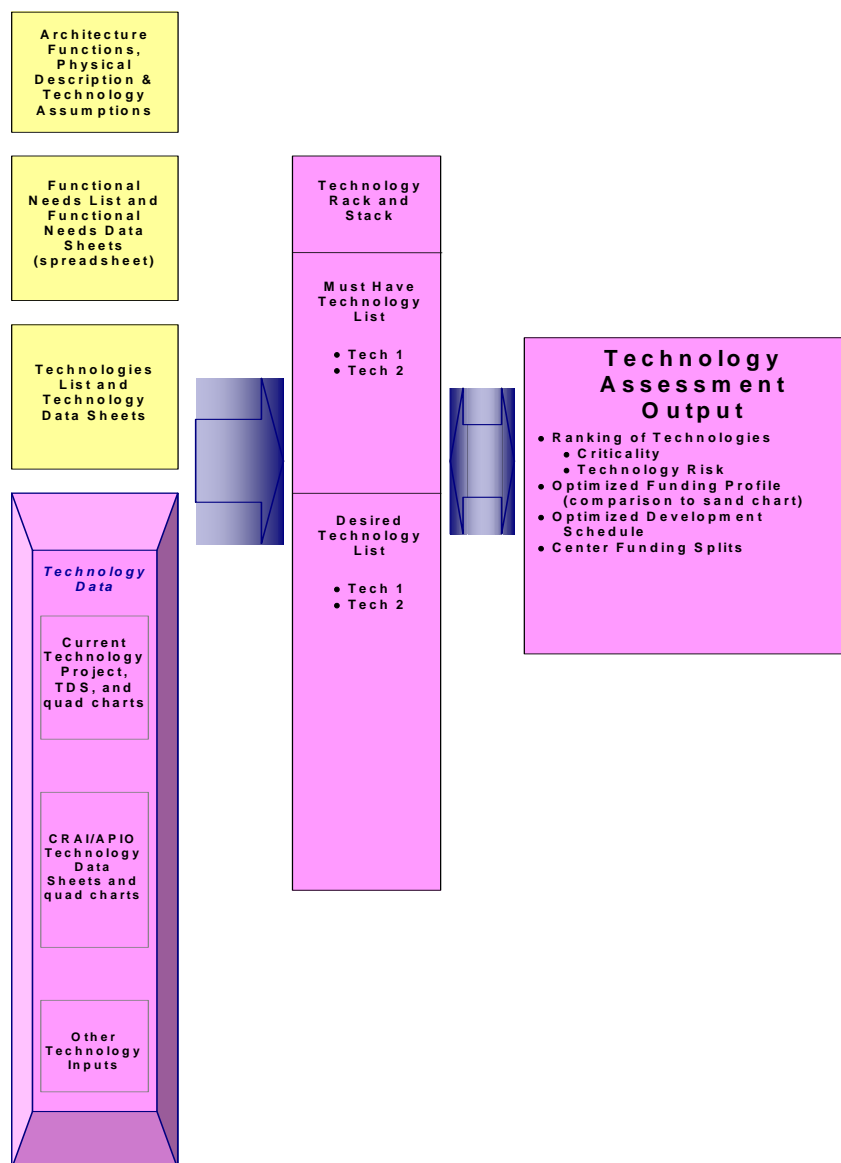 Architecture
Functions,
Physical
Description &
Technology
Assumptions
Functional
Needs List and
Functional
Needs Data
Sheets
(spreadsheet)
Technologies
List and
Technology
Data Sheets
Technology
Data
Current
Technology
Project,
TDS, and
quad charts
CRAI/APIO
Technology
Data
Sheets and
quad charts
Other
Technology
Inputs
Technology
Rack and
Stack
Must Have
Technology
List
• Tech 1
• Tech 2
Desired
Technology
List
• Tech 1
• Tech 2
Technology
Assessment
Output
• Ranking of Technologies
• Criticality
• Technology Risk
• Optimized Funding Profile
(comparison to sand chart)
• Optimized Development
Schedule
• Center Funding Splits